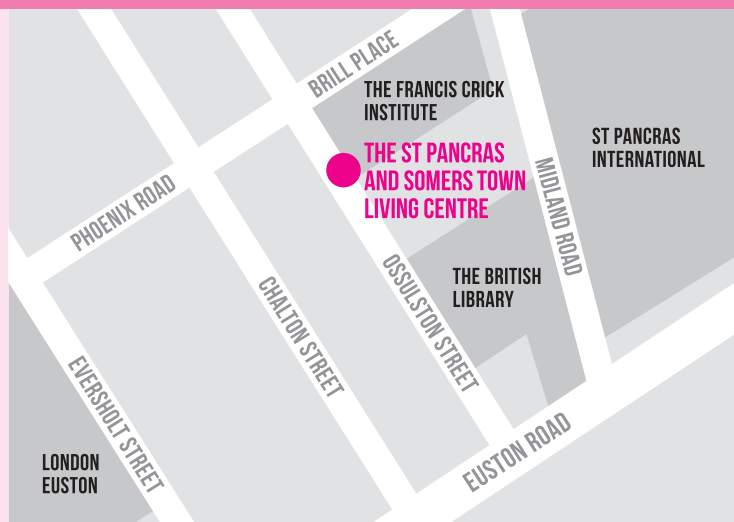 BRILL PLACE
THE FRANCIS CRICK
INSTITUTE
ST PANCRAS
INTERNATIONAL
THE ST PANCRAS
AND SOMERS TOWN
LIVING CENTRE
MIDLAND ROAD
PHOENIX ROAD
OSSULSTON STREET
THE BRITISH
LIBRARY
CHALTON STREET
EVERSHOLT STREET
EUSTON ROAD
LONDON
EUSTON